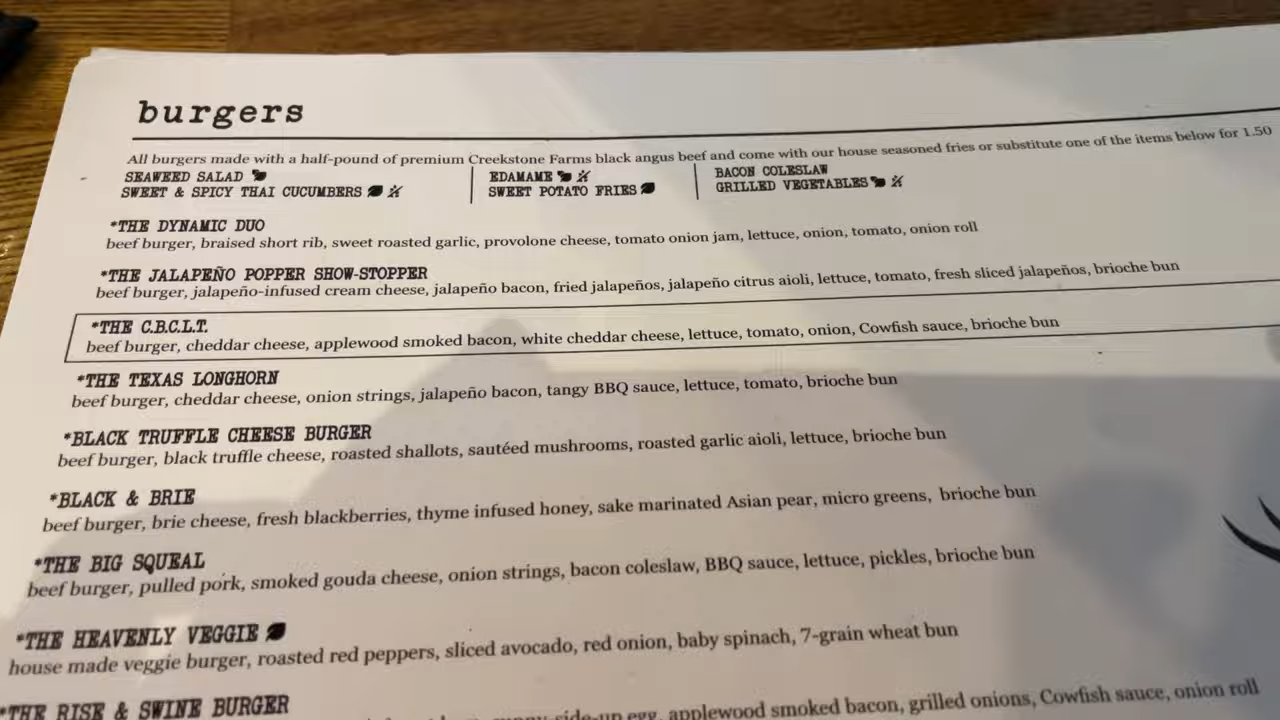 burgers
All burgers made with a half-pound of premium Creekstone Farms black angus beef and come with our house seasoned fries or substitute one of the items below for 1.50
SEAWEED SALAD
SWEET & SPICY THAI CUCUMBERS
EDAMAME
SWEET POTATO FRIES
BACON COLESLAW
GRILLED VEGETABLES
*THE DYNAMIC DUO
beef burger, braised short rib, sweet roasted garlic, provolone cheese, tomato onion jam, lettuce, onion, tomato, onion roll
*THE JALAPEÑO POPPER SHOW-STOPPER
beef burger, jalapeño-infused cream cheese, jalapeño bacon, fried jalapeños, jalapeño citrus aioli, lettuce, tomato, fresh sliced jalapeños, brioche bun
*THE C.B.C.L.T.
beef burger, cheddar cheese, applewood smoked bacon, white cheddar cheese, lettuce, tomato, onion, Cowfish sauce, brioche bun
*THE TEXAS LONGHORN
beef burger, cheddar cheese, onion strings, jalapeño bacon, tangy BBQ sauce, lettuce, tomato, brioche bun
*BLACK TRUFFLE CHEESE BURGER
beef burger, black truffle cheese, roasted shallots, sautéed mushrooms, roasted garlic aioli, lettuce, brioche bun
*BLACK & BRIE
beef burger, brie cheese, fresh blackberries, thyme infused honey, sake marinated Asian pear, micro greens, brioche bun
*THE BIG SQUEAL
beef burger, pulled pork, smoked gouda cheese, onion strings, bacon coleslaw, BBQ sauce, lettuce, pickles, brioche bun
*THE HEAVENLY VEGGIE
house made veggie burger, roasted red peppers, sliced avocado, red onion, baby spinach, 7-grain wheat bun
*THE RISE & SWINE BURGER
side-up egg, applewood smoked bacon, grilled onions, Cowfish sauce, onion roll